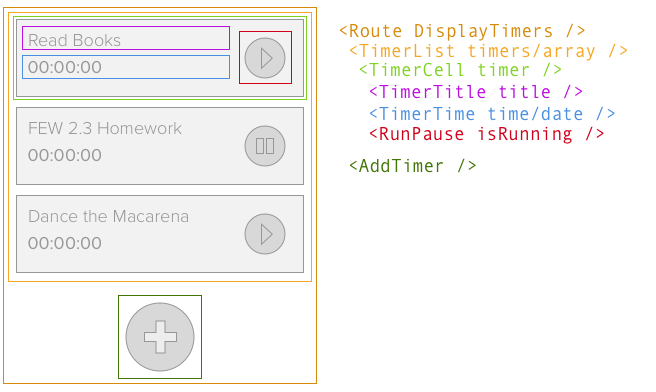 Read Books
00:00:00
FEW 2.3 Homework
00:00:00
Dance the Macarena
00:00:00
<Route DisplayTimers />
<TimerList timers/array />
<TimerCell timer />
<TimerTitle title />
<TimerTime time/date />
<RunPause isRunning />
<AddTimer />